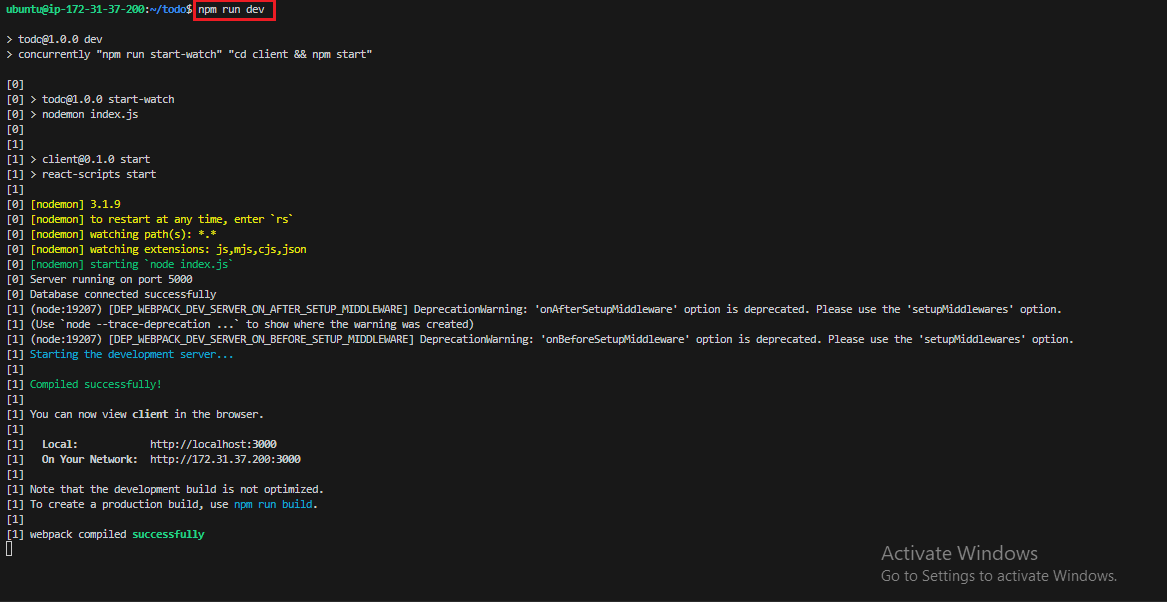 ubuntu@ip-172-31-37-200:~/todo$ npm run dev
> todo@1.0.0 dev
> concurrently "npm run start-watch" "cd client && npm start"
[0]
[0] > todo@1.0.0 start-watch
[0] > nodemon index.js
[0]
[1]
[1] > client@0.1.0 start
[1] > react-scripts start
[1]
[0] [nodemon] 3.1.9
[0] [nodemon] to restart at any time, enter `rs`
[0] [nodemon] watching path(s): *.*
[0] [nodemon] watching extensions: js,mjs,cjs,json
[0] [nodemon] starting `node index.js`
[0] Server running on port 5000
[0] Database connected successfully
[1] (node:19207) [DEP_WEBPACK_DEV_SERVER_ON_AFTER_SETUP_MIDDLEWARE] DeprecationWarning: 'onAfterSetupMiddleware' option is deprecated. Please use the 'setupMiddlewares' option.
[1] (Use `node --trace-deprecation ...` to show where the warning was created)
[1] (node:19207) [DEP_WEBPACK_DEV_SERVER_ON_BEFORE_SETUP_MIDDLEWARE] DeprecationWarning: 'onBeforeSetupMiddleware' option is deprecated. Please use the 'setupMiddlewares' option.
[1] Starting the development server...
[1]
[1] Compiled successfully!
[1]
[1] You can now view client in the browser.
[1]
[1]   Local:            http://localhost:3000
[1]   On Your Network:  http://172.31.37.200:3000
[1]
[1] Note that the development build is not optimized.
[1] To create a production build, use npm run build.
[1]
[1] webpack compiled successfully
Activate Windows
Go to Settings to activate Windows.